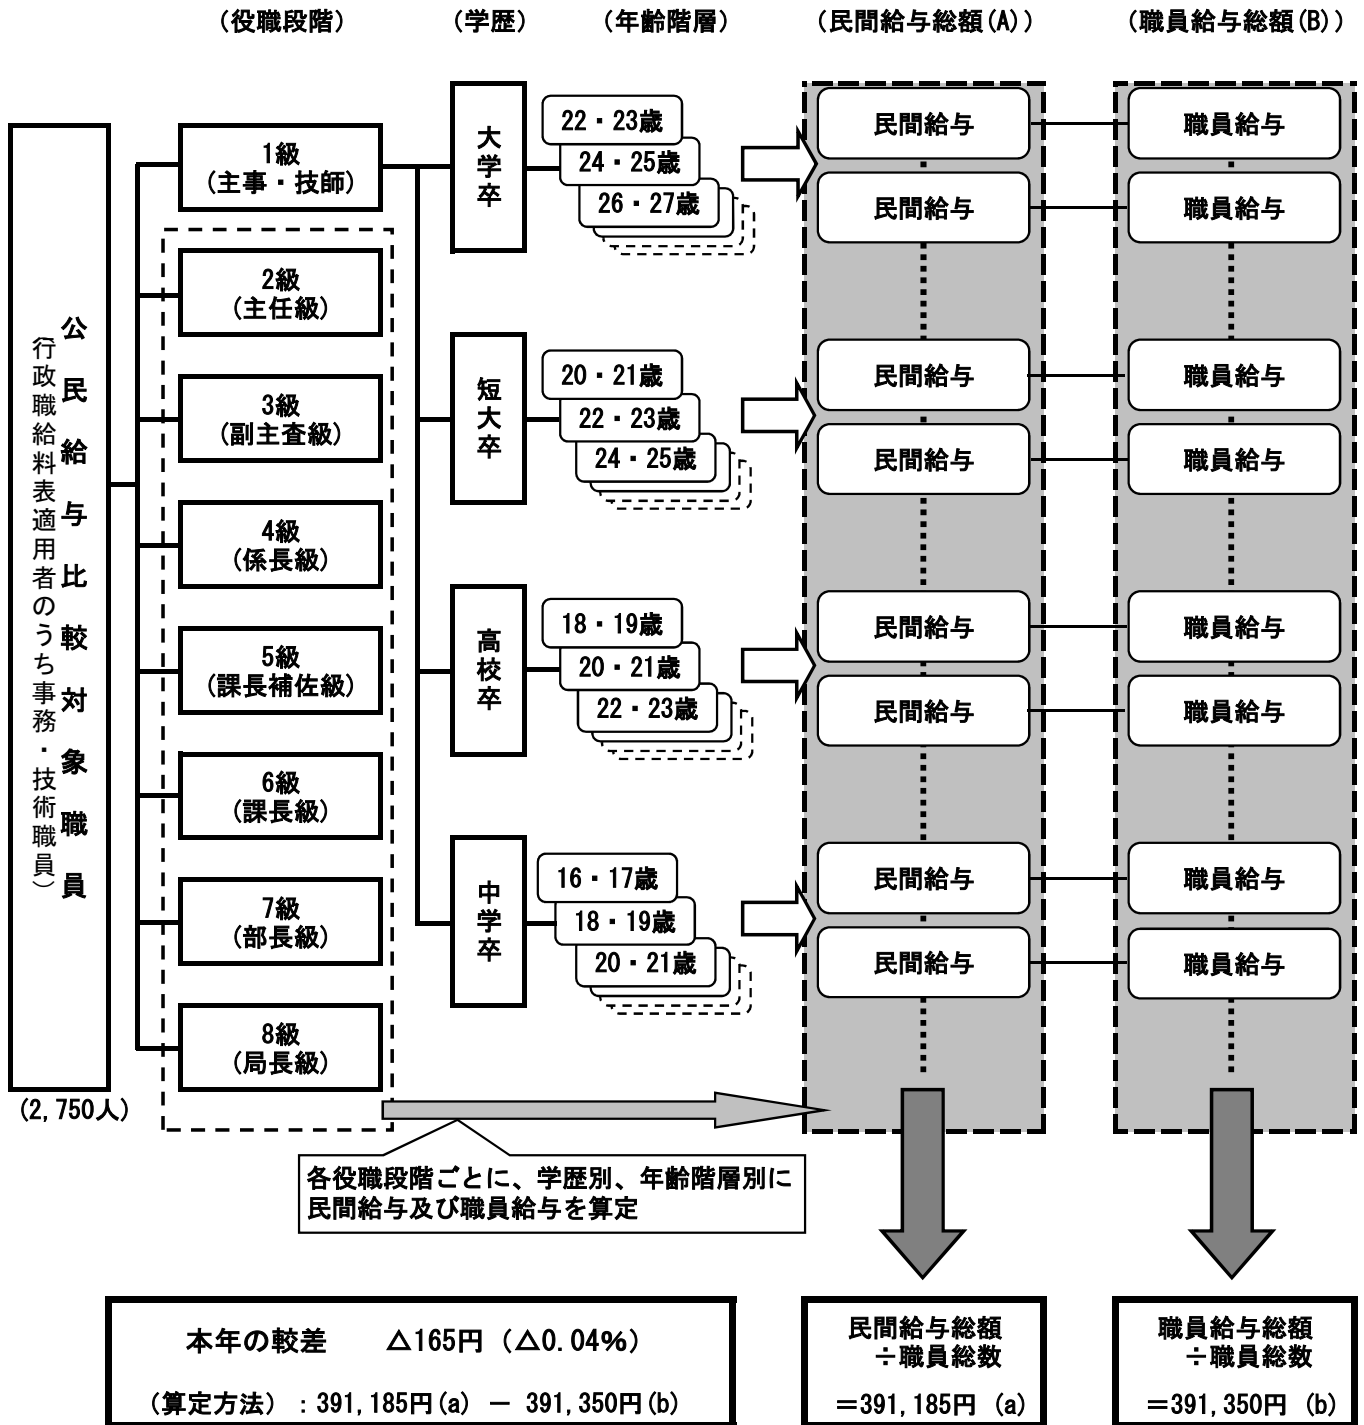 (役職段階)
(学歴)
(年齢階層)
(民間給与総額(A))
(職員給与総額(B))
公民給与比較対象職員
(行政職給料表適用者のうち事務・技術職員)
(2,750人)
1級
(主事・技師)
2級
(主任級)
3級
(副主査級)
4級
(係長級)
5級
(課長補佐級)
6級
(課長級)
7級
(部長級)
8級
(局長級)
大学卒
22・23歳
24・25歳
26・27歳
民間給与
職員給与
民間給与
職員給与
短大卒
20・21歳
22・23歳
24・25歳
民間給与
職員給与
民間給与
職員給与
高校卒
18・19歳
20・21歳
22・23歳
民間給与
職員給与
民間給与
職員給与
中学卒
16・17歳
18・19歳
20・21歳
民間給与
職員給与
民間給与
職員給与
各役職段階ごとに、学歴別、年齢階層別に
民間給与及び職員給与を算定
本年の較差 △165円(△0.04%)
(算定方法):391,185円(a) - 391,350円(b)
民間給与総額
÷職員総数
=391,185円 (a)
職員給与総額
÷職員総数
=391,350円 (b)